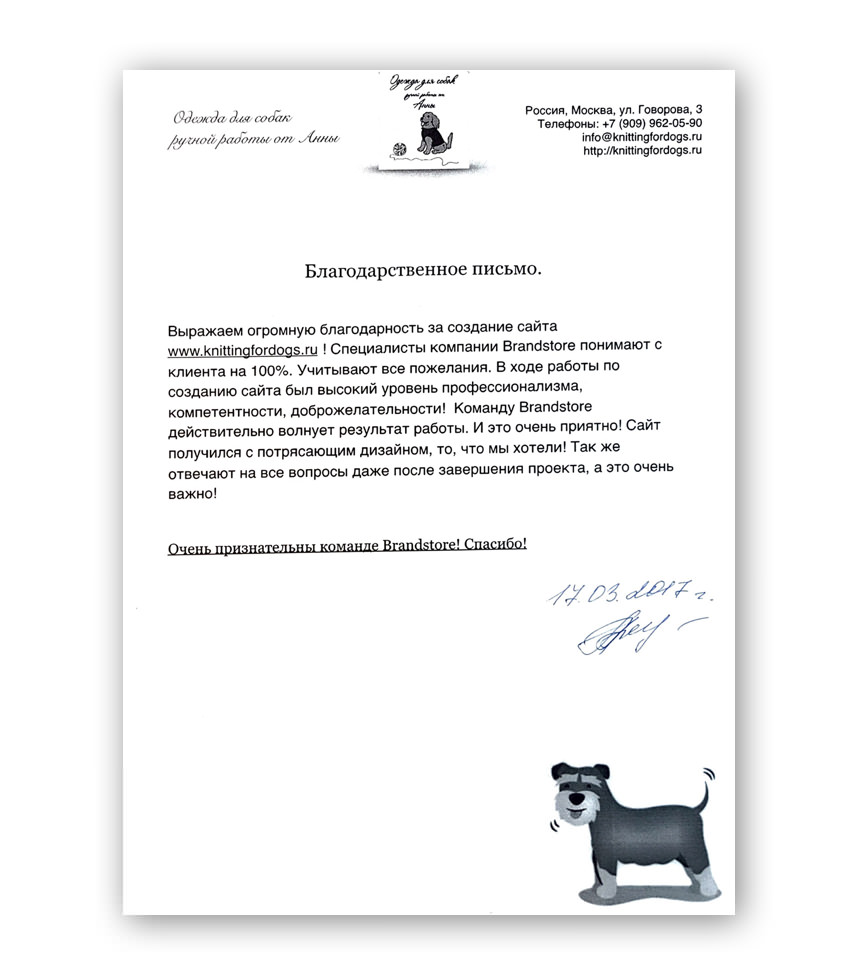 Одежда для собак
ручной работы от Анны
Одежда для собак
ручной работы от
Анны
Россия, Москва, ул. Говорова, 3
Телефоны: +7 (909) 962-05-90
info@knittingfordogs.ru
http://knittingfordogs.ru
Благодарственное письмо.
Выражаем огромную благодарность за создание сайта
www.knittingfordogs.ru ! Специалисты компании Brandstore понимают с
клиента на 100%. Учитывают все пожелания. В ходе работы по
созданию сайта был высокий уровень профессионализма,
компетентности, доброжелательности! Команду Brandstore
действительно волнует результат работы. И это очень приятно! Сайт
получился с потрясающим дизайном, то, что мы хотели! Так же
отвечают на все вопросы даже после завершения проекта, а это очень
важно!
Очень признательны команде Brandstore! Спасибо!
17.03.2017 г.